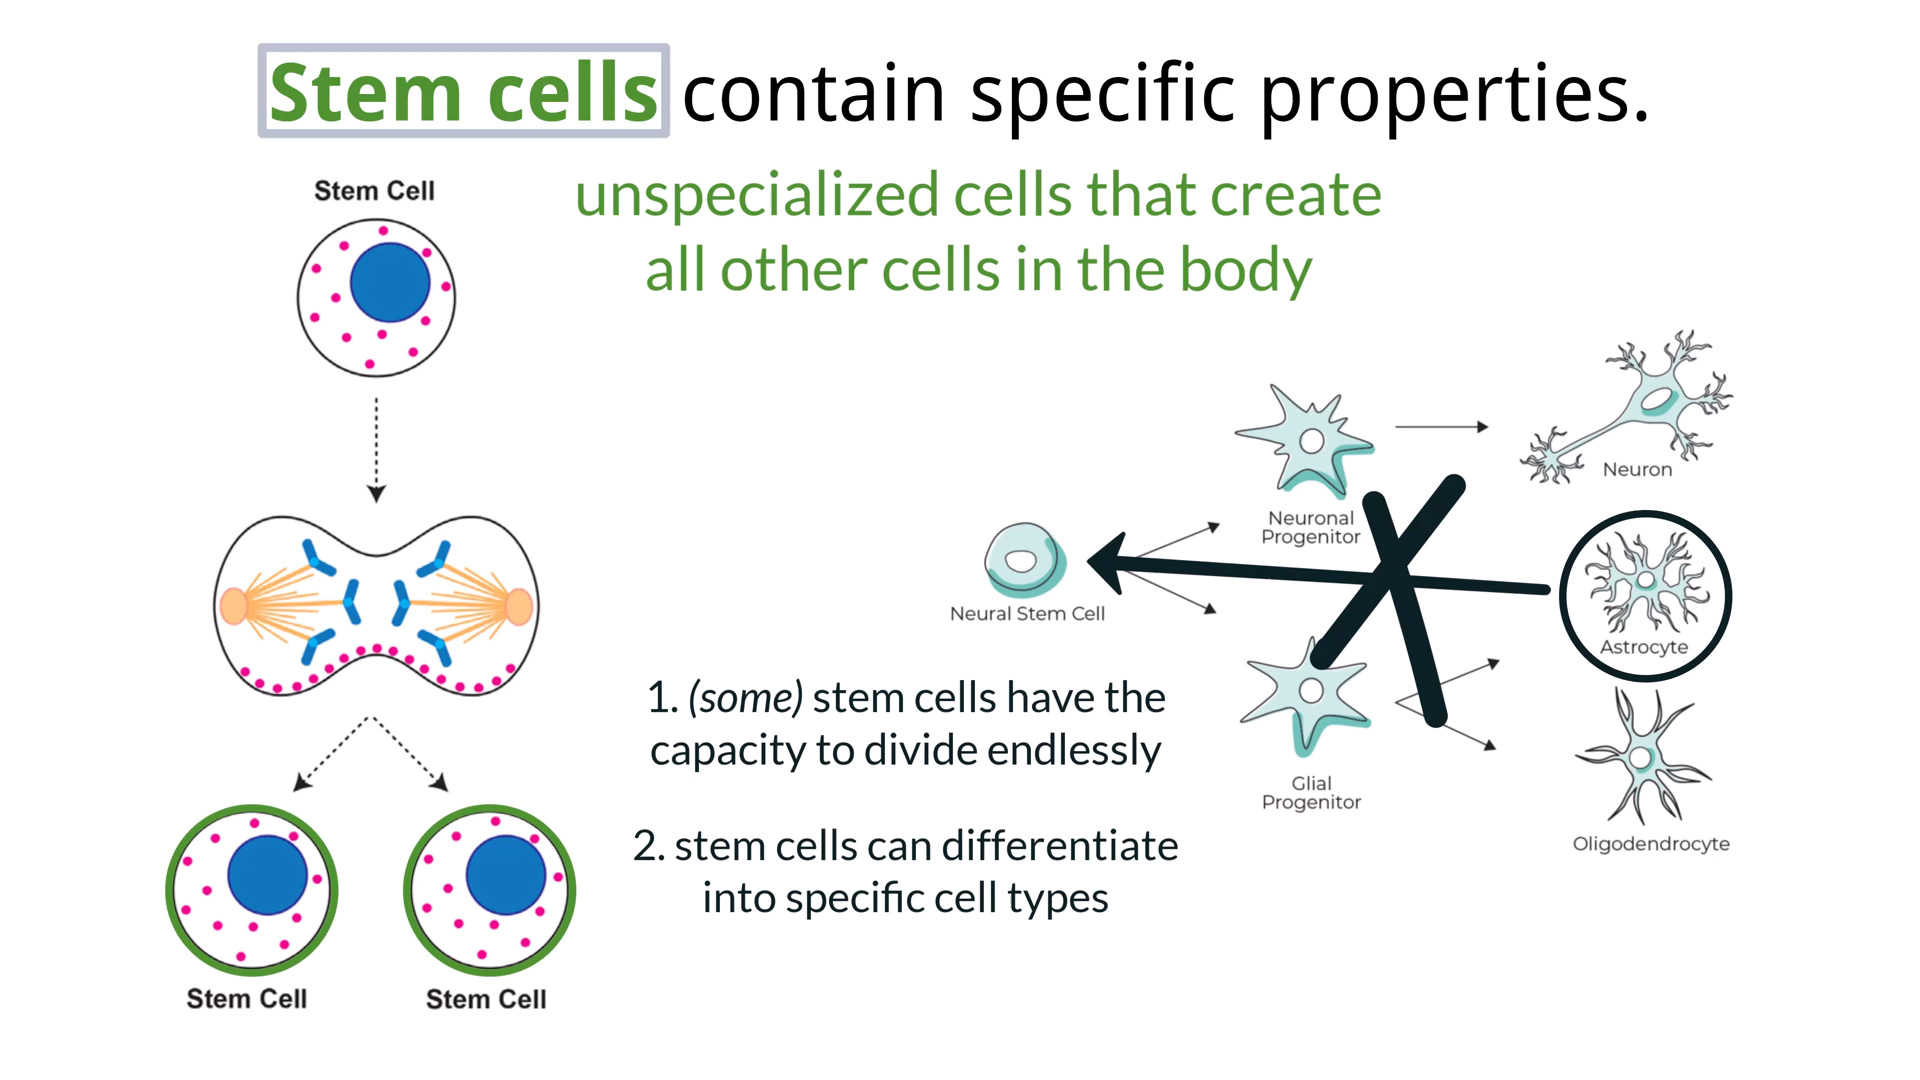 Stem cells contain specific properties.
unspecialized cells that create
all other cells in the body
Stem Cell
Stem Cell
Stem Cell
1. (some) stem cells have the
capacity to divide endlessly
2. stem cells can differentiate
into specific cell types
Neural Stem Cell
Neuronal
Progenitor
Glial
Progenitor
Neuron
Astrocyte
Oligodendrocyte